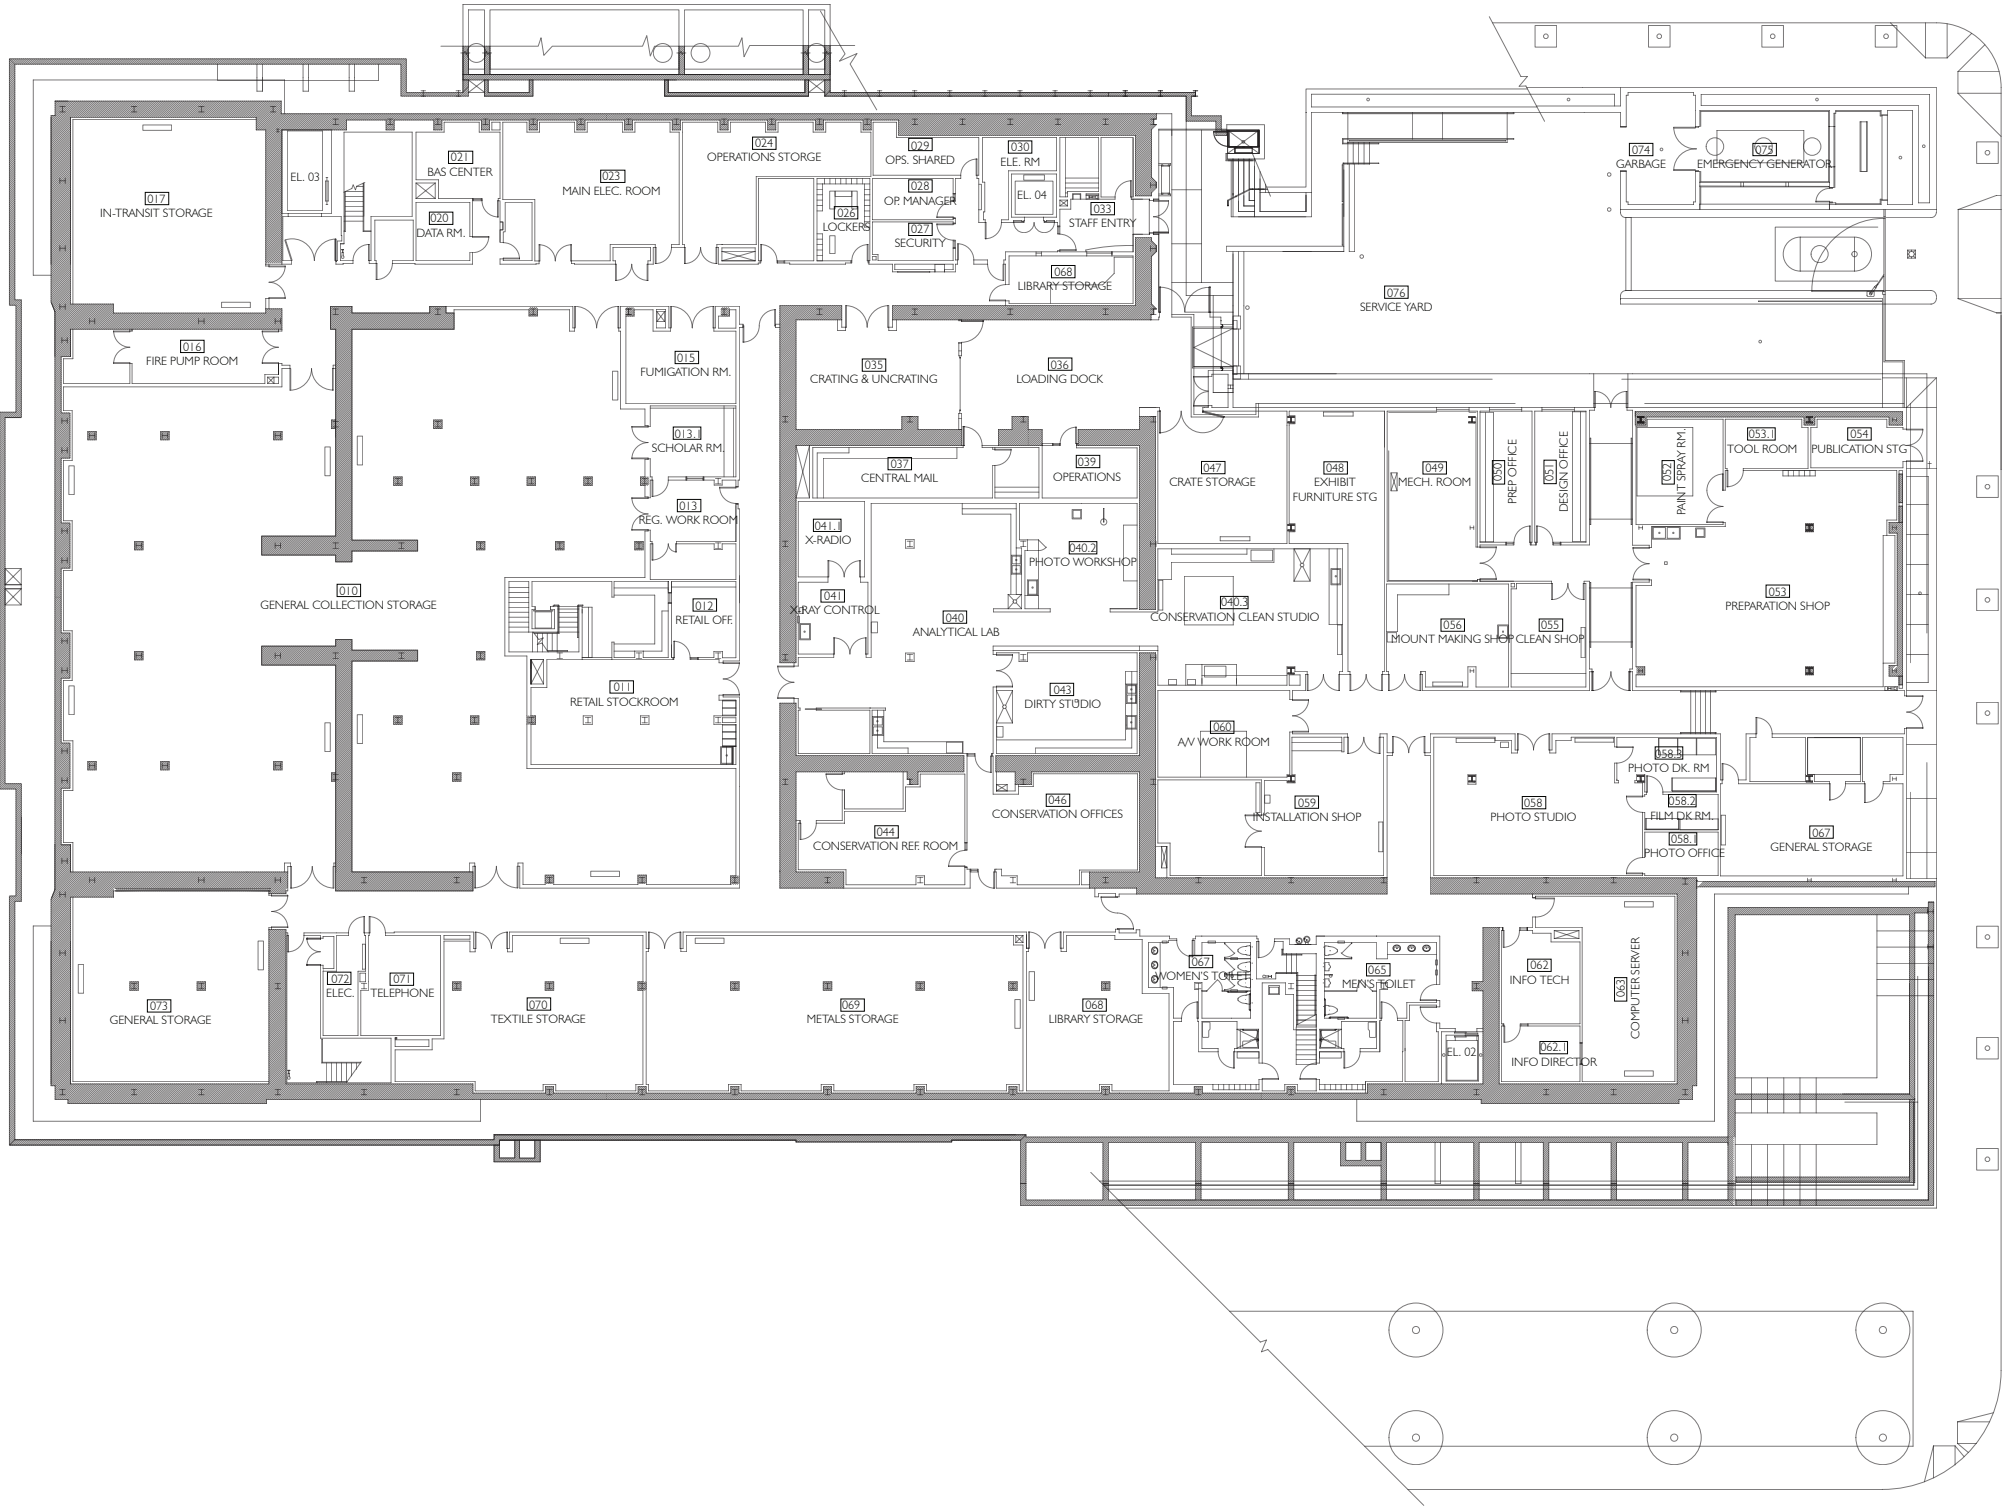 017
IN-TRANSIT STORAGE
EL. 03
021
BAS CENTER
020
DATA RM.
023
MAIN ELEC. ROOM
024
OPERATIONS STORGE
026
LOCKERS
029
OPS. SHARED
028
OP MANAGER
027
SECURITY
030
ELE. RM
EL. 04
033
STAFF ENTRY
068
LIBRARY STORAGE
074
GARBAGE
075
EMERGENCY GENERATOR
076
SERVICE YARD
016
FIRE PUMP ROOM
015
FUMIGATION RM.
035
CRATING & UNCRATING
036
LOADING DOCK
013.1
SCHOLAR RM.
013
REG. WORK ROOM
037
CENTRAL MAIL
039
OPERATIONS
047
CRATE STORAGE
048
EXHIBIT
FURNITURE STG
049
MECH. ROOM
050
PREP OFFICE
051
DESIGN OFFICE
052
PAINT SPRAY RM.
053.1
TOOL ROOM
054
PUBLICATION STG
041.1
X-RADIO
040.2
PHOTO WORKSHOP
010
GENERAL COLLECTION STORAGE
012
RETAIL OFF.
041
X-RAY CONTROL
040
ANALYTICAL LAB
040.3
CONSERVATION CLEAN STUDIO
056
MOUNT MAKING SHOP
055
CLEAN SHOP
053
PREPARATION SHOP
011
RETAIL STOCKROOM
043
DIRTY STUDIO
060
A/V WORK ROOM
058.3
PHOTO DK. RM
044
CONSERVATION REF. ROOM
046
CONSERVATION OFFICES
059
INSTALLATION SHOP
058
PHOTO STUDIO
058.2
FILM DK RM.
058.1
PHOTO OFFICE
067
GENERAL STORAGE
073
GENERAL STORAGE
072
ELEC.
071
TELEPHONE
070
TEXTILE STORAGE
069
METALS STORAGE
068
LIBRARY STORAGE
067
WOMEN'S TOILET
065
MEN'S TOILET
EL. 02
062
INFO TECH
062.1
INFO DIRECTOR
063
COMPUTER SERVER